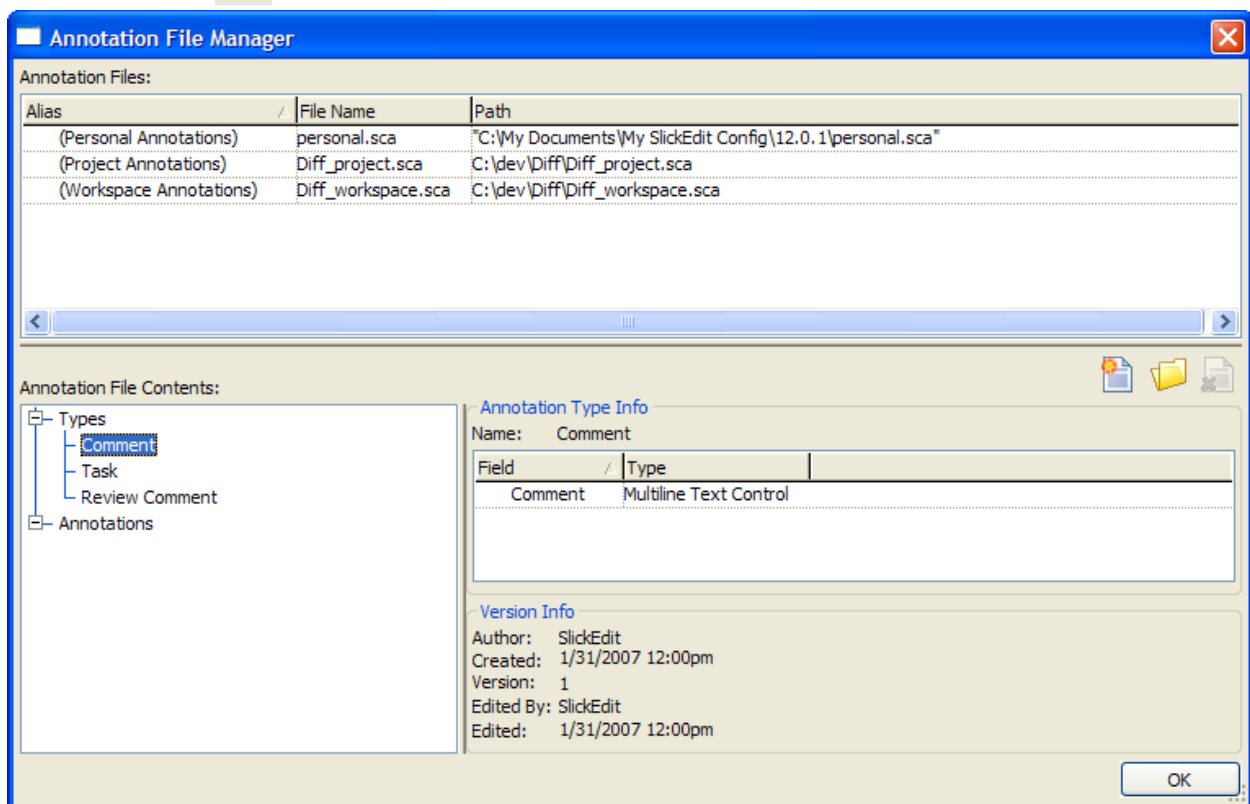 Annotation File Manager
Annotation Files:
Alias File Name Path
(Personal Annotations) personal.sca "C:\My Documents\My SlickEdit Config\12.0.1\personal.sca"
(Project Annotations) Diff_project.sca C:\dev\Diff\Diff_project.sca
(Workspace Annotations) Diff_workspace.sca C:\dev\Diff\Diff_workspace.sca
Annotation File Contents:
Types
Comment
Task
Review Comment
Annotations
Annotation Type Info
Name: Comment
Field Type
Comment Multiline Text Control
Version Info
Author: SlickEdit
Created: 1/31/2007 12:00pm
Version: 1
Edited By: SlickEdit
Edited: 1/31/2007 12:00pm
OK